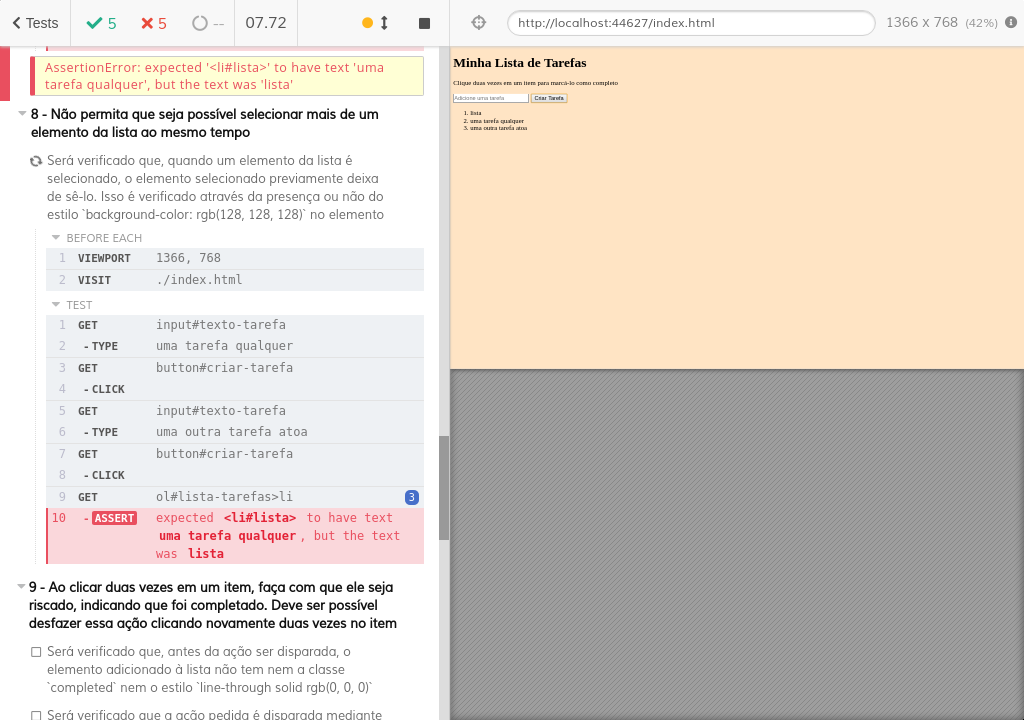 Tests
5
5
--
07.72
http://localhost:44627/index.html
1366 x 768 (42%)
AssertionError: expected '<li#lista>' to have text 'uma
tarefa qualquer', but the text was 'lista'
8 - Não permita que seja possível selecionar mais de um
elemento da lista ao mesmo tempo
Será verificado que, quando um elemento da lista é
selecionado, o elemento selecionado previamente deixa
de sê-lo. Isso é verificado através da presença ou não do
estilo `background-color: rgb(128, 128, 128)` no elemento
BEFORE EACH
1 VIEWPORT 1366, 768
2 VISIT ./index.html
TEST
1 GET input#texto-tarefa
2 - TYPE uma tarefa qualquer
3 GET button#criar-tarefa
4 - CLICK
5 GET input#texto-tarefa
6 - TYPE uma outra tarefa atoa
7 GET button#criar-tarefa
8 - CLICK
9 GET ol#lista-tarefas>li 3
10 - ASSERT expected <li#lista> to have text
uma tarefa qualquer , but the text
was lista
9 - Ao clicar duas vezes em um item, faça com que ele seja
riscado, indicando que foi completado. Deve ser possível
desfazer essa ação clicando novamente duas vezes no item
Será verificado que, antes da ação ser disparada, o
elemento adicionado à lista não tem nem a classe
`completed` nem o estilo `line-through solid rgb(0, 0, 0)`
Será verificado que a ação pedida é disparada mediante
Minha Lista de Tarefas
Clique duas vezes em um item para marcá-lo como completo
Adicione uma tarefa Criar Tarefa
1. lista
2. uma tarefa qualquer
3. uma outra tarefa atoa